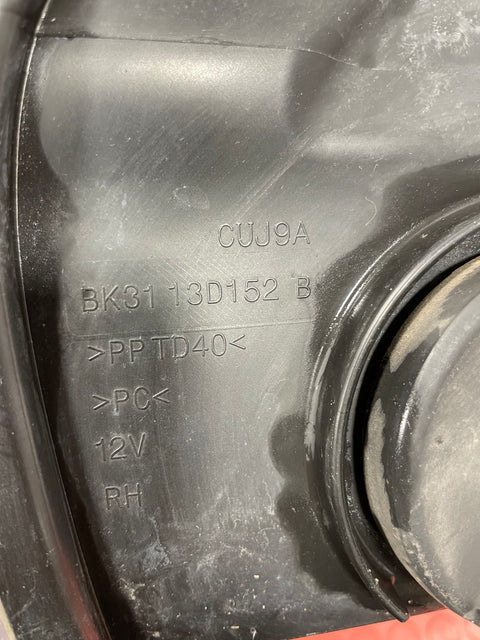 CUJ9A
BK31 13D152 B
>PP TD40<
>PC<
12V
RH